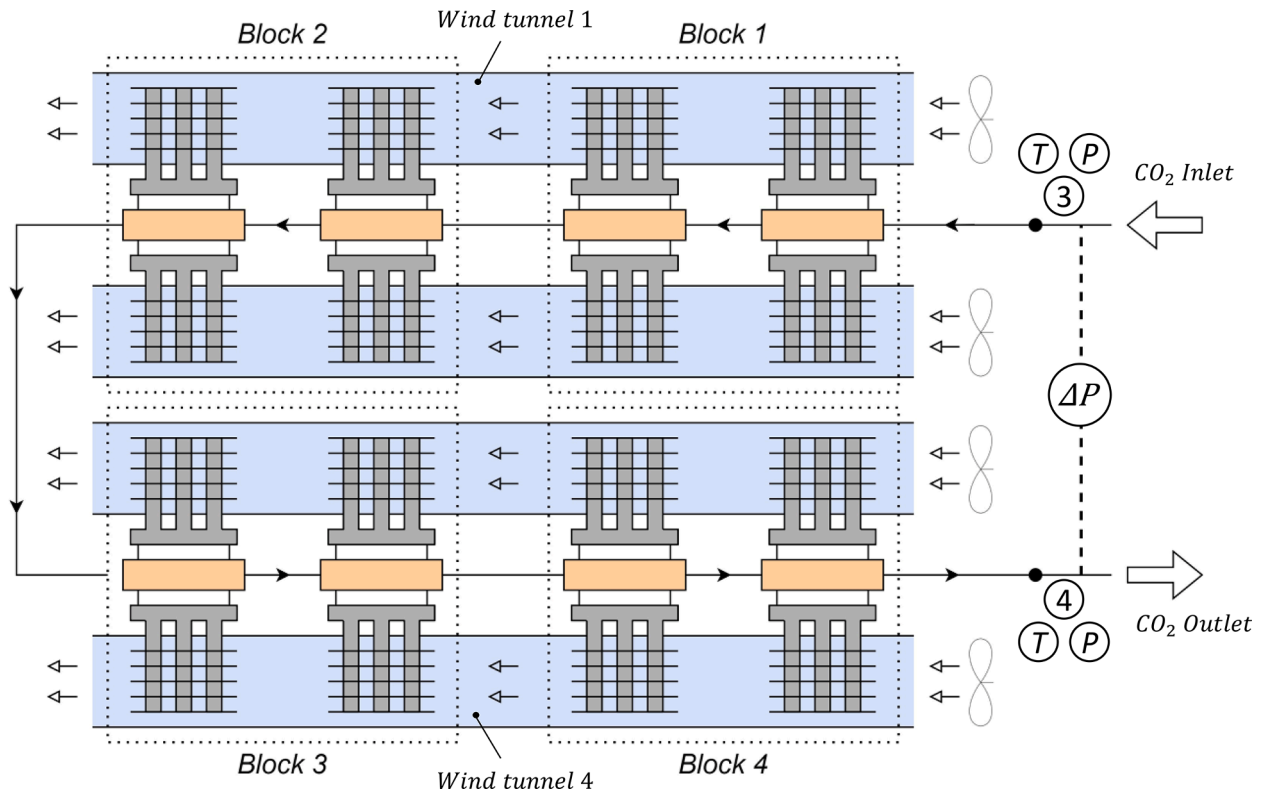 Wind tunnel 1
Block 2
Block 1
T
P
3
CO₂ Inlet
ΔP
4
T
P
CO₂ Outlet
Block 3
Block 4
Wind tunnel 4